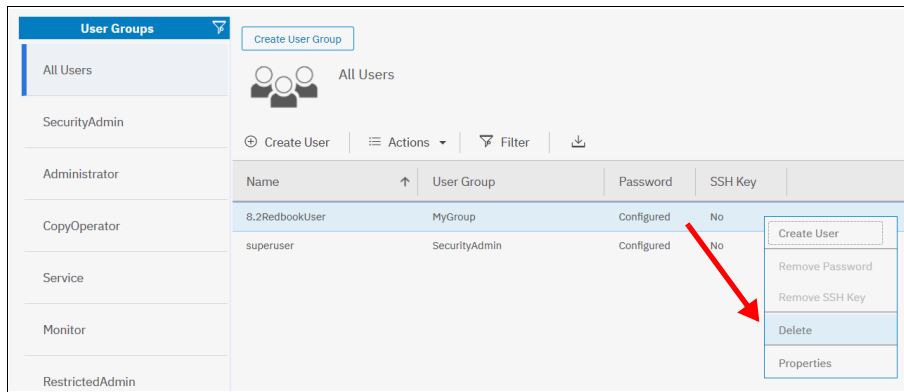 User Groups
All Users
SecurityAdmin
Administrator
CopyOperator
Service
Monitor
RestrictedAdmin
Create User Group
All Users
Create User
Actions
Filter
Name User Group Password SSH Key
8.2RedbookUser MyGroup Configured No
superuser SecurityAdmin Configured No
Create User
Remove Password
Remove SSH Key
Delete
Properties